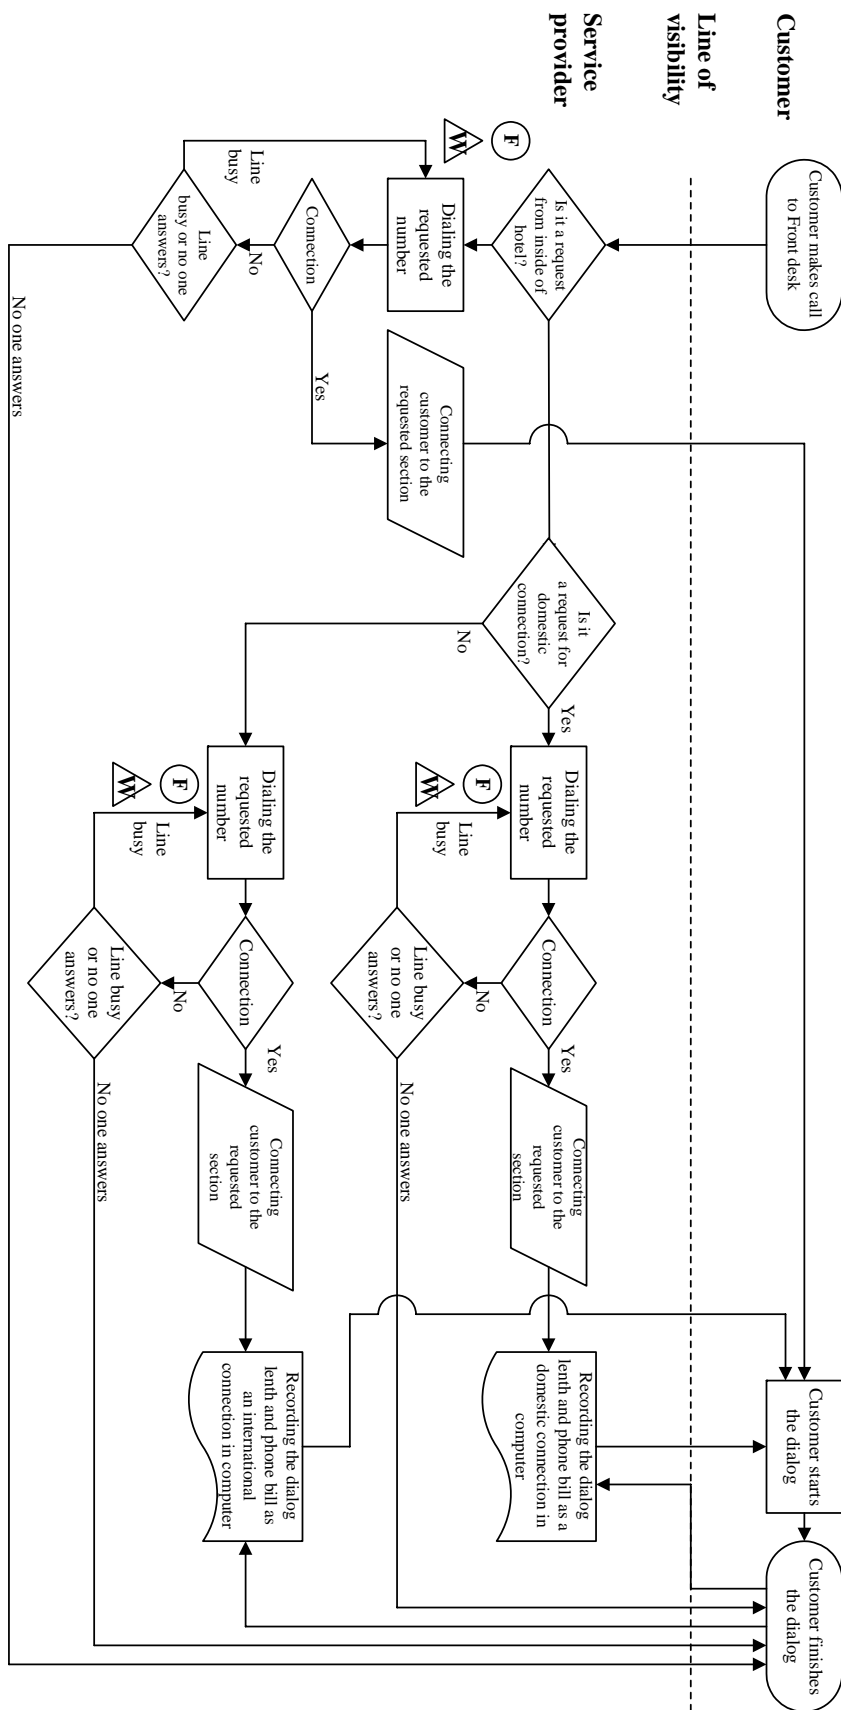 Customer
Line of
visibility
Service
provider
Customer makes call
to Front desk
Is it a request
from inside of
hotel?
F
W
Dialing the
requested
number
Connection
Line
busy
No
Line
busy or no one
answers?
No one answers
Yes
Connecting
customer to the
requested section
Is it
a request for
domestic
connection?
Yes
No
Dialing the
requested
number
F
W
Line
busy
Connection
No
Line busy
or no one
answers?
No one answers
Yes
Connecting
customer to the
requested
section
Recording the dialog
lenth and phone bill as a
domestic connection in
computer
Dialing the
requested
number
F
W
Line
busy
Connection
No
Line busy
or no one
answers?
No one answers
Yes
Connecting
customer to the
requested
section
Recording the dialog
lenth and phone bill as
an international
connection in computer
Customer starts
the dialog
Customer finishes
the dialog